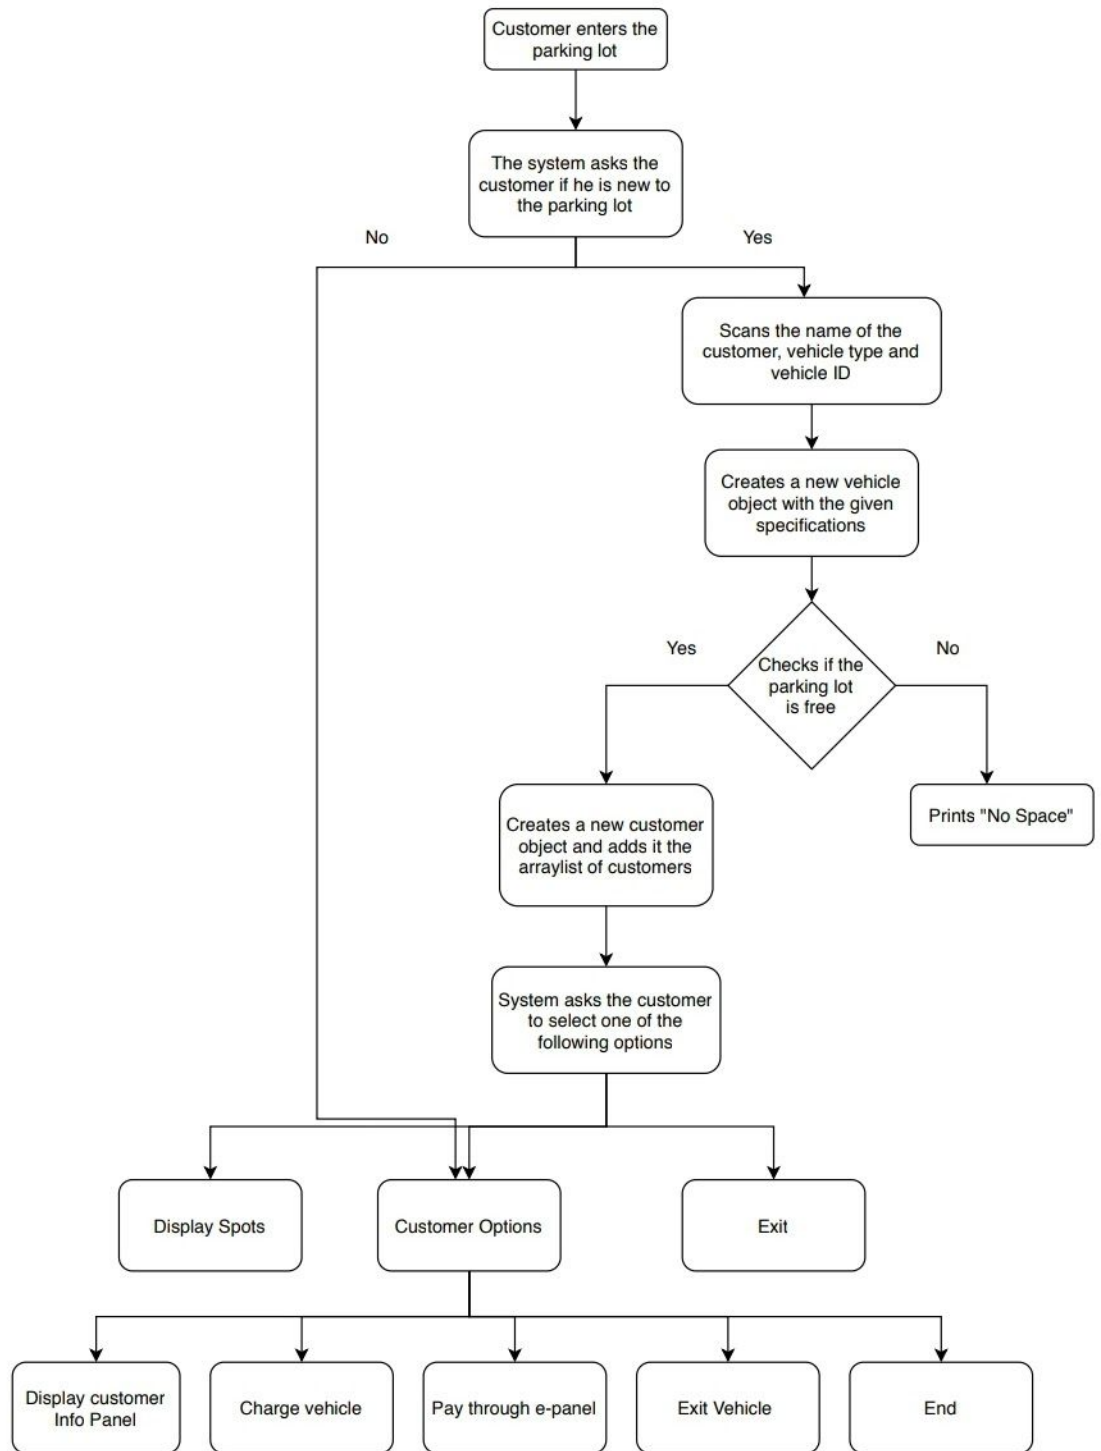 Customer enters the
parking lot
The system asks the
customer if he is new to
the parking lot
No
Yes
Scans the name of the
customer, vehicle type and
vehicle ID
Creates a new vehicle
object with the given
specifications
Yes
No
Checks if the
parking lot
is free
Creates a new customer
object and adds it the
arraylist of customers
Prints "No Space"
System asks the customer
to select one of the
following options
Display Spots
Customer Options
Exit
Display customer
Info Panel
Charge vehicle
Pay through e-panel
Exit Vehicle
End